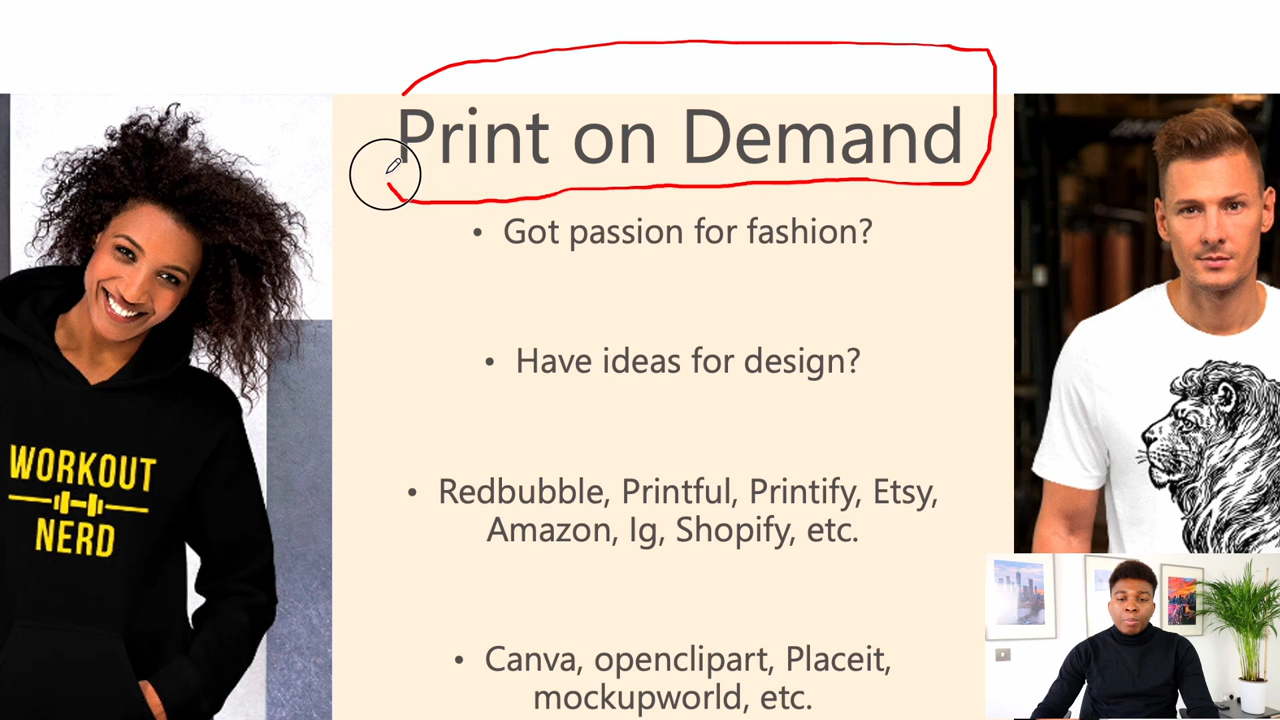 Print on Demand
• Got passion for fashion?
• Have ideas for design?
• Redbubble, Printful, Printify, Etsy,
Amazon, Ig, Shopify, etc.
• Canva, openclipart, Placeit,
mockupworld, etc.
WORKOUT
NERD